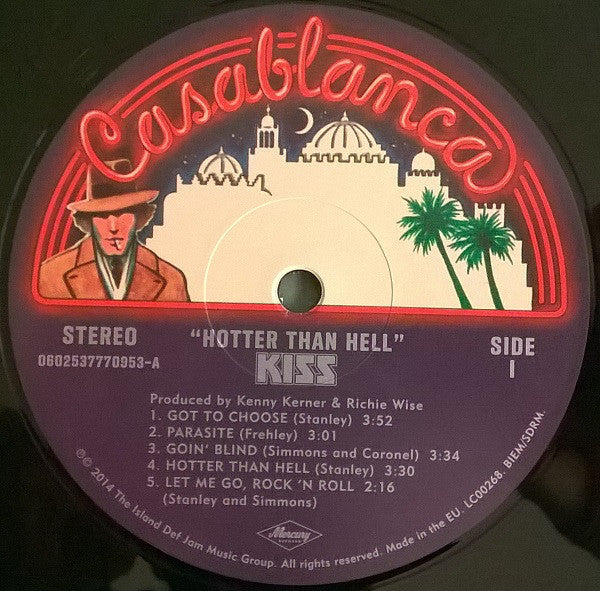 Casablanca
STEREO
0602537770953-A
"HOTTER THAN HELL"
KISS
SIDE
1
Produced by Kenny Kerner & Richie Wise
1. GOT TO CHOOSE (Stanley) 3:52
2. PARASITE (Frehley) 3:01
3. GOIN' BLIND (Simmons and Coronel) 3:34
4. HOTTER THAN HELL (Stanley) 3:30
5. LET ME GO, ROCK 'N ROLL 2:16
(Stanley and Simmons)
Mercury
RECORDS
℗© 2014 The Island Def Jam Music Group. All rights reserved. Made in the EU. LC00268. BIEM/SDRM.